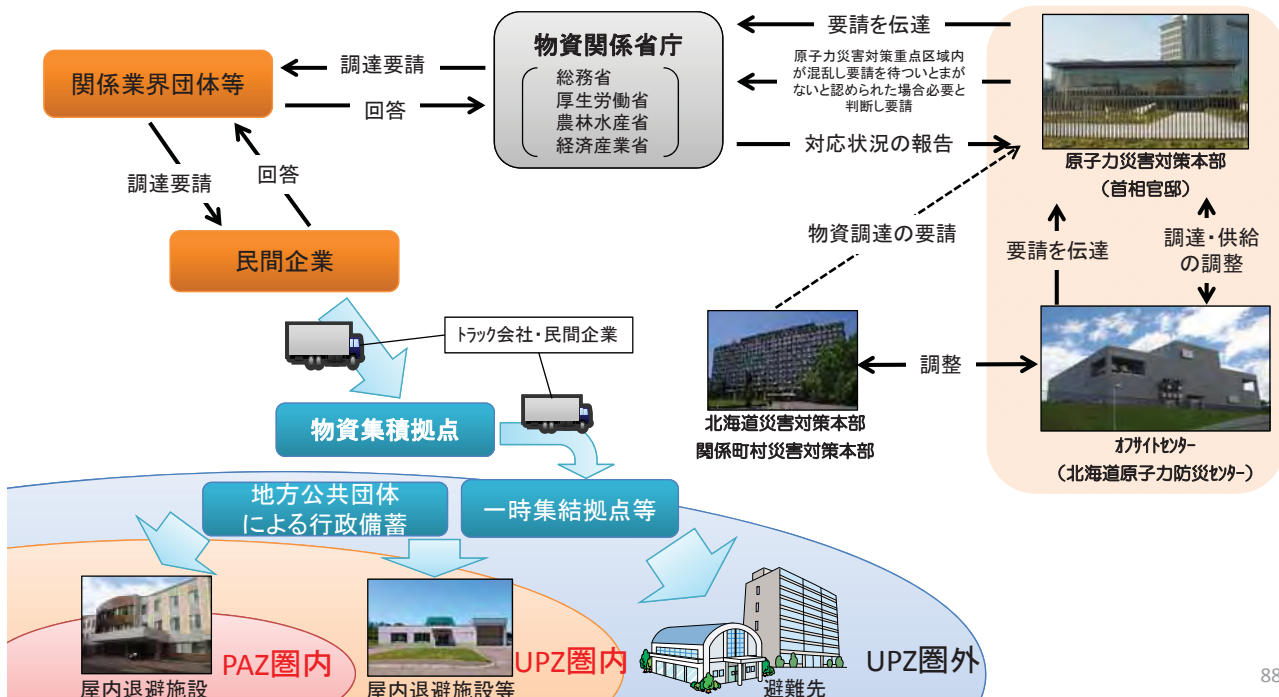 関係業界団体等
調達要請
回答
物資関係省庁
総務省
厚生労働省
農林水産省
経済産業省
要請を伝達
原子力災害対策重点区域内
が混乱し要請を待ついとまが
ないと認められた場合必要と
判断し要請
対応状況の報告
原子力災害対策本部
(首相官邸)
調達要請
回答
民間企業
物資調達の要請
要請を伝達
調達・供給
の調整
トラック会社・民間企業
調整
北海道災害対策本部
関係町村災害対策本部
オフサイトセンター
(北海道原子力防災センター)
物資集積拠点
地方公共団体
による行政備蓄
一時集結拠点等
PAZ圏内
屋内退避施設
UPZ圏内
屋内退避施設等
UPZ圏外
避難先
88